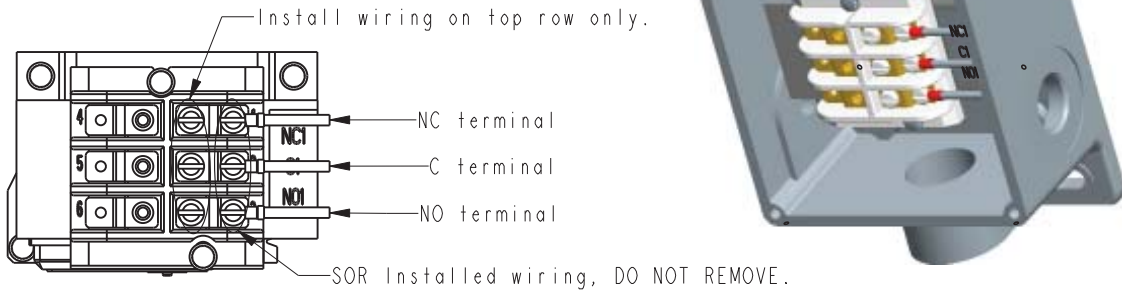 Install wiring on top row only.
4
NC terminal
NC1
5
C terminal
C1
6
NO terminal
NO1
SOR Installed wiring, DO NOT REMOVE.
NC1
C1
NO1